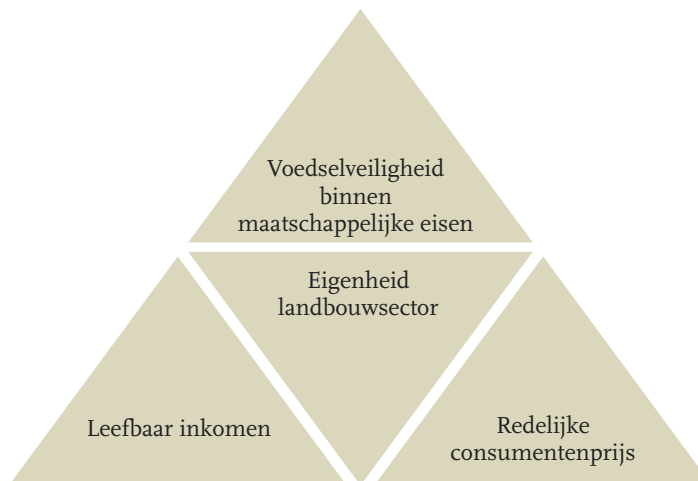 Voedselveiligheid
binnen
maatschappelijke eisen
Eigenheid
landbouwsector
Leefbaar inkomen
Redelijke
consumentenprijs